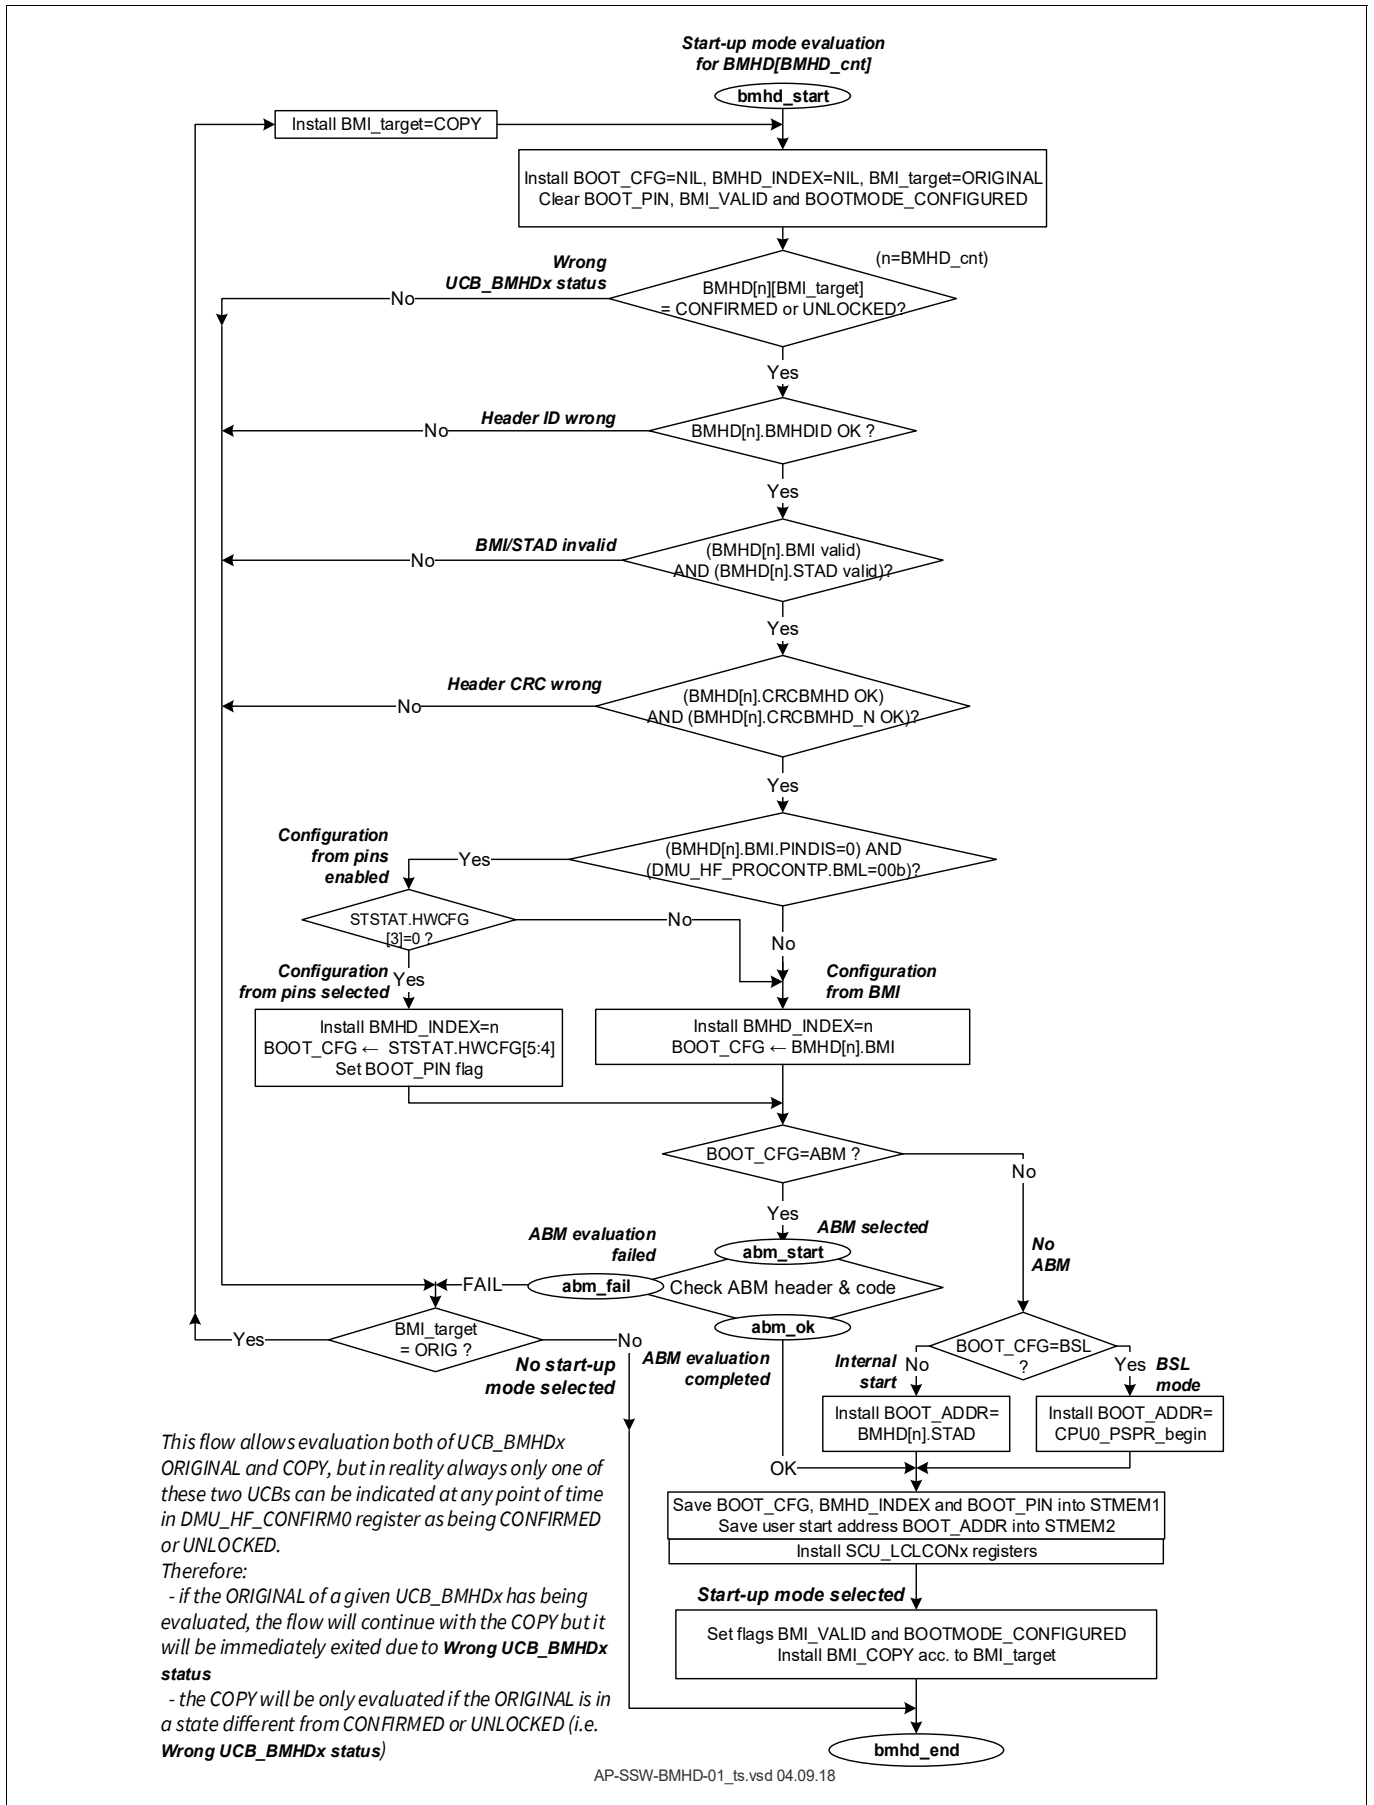 Start-up mode evaluation
for BMHD[BMHD_cnt]
bmhd_start
Install BMI_target=COPY
Install BOOT_CFG=NIL, BMHD_INDEX=NIL, BMI_target=ORIGINAL
Clear BOOT_PIN, BMI_VALID and BOOTMODE_CONFIGURED
(n=BMHD_cnt)
Wrong
UCB_BMHDx status
No
BMHD[n][BMI_target]
= CONFIRMED or UNLOCKED?
Yes
Header ID wrong
No
BMHD[n].BMHDID OK ?
Yes
BMI/STAD invalid
No
(BMHD[n].BMI valid)
AND (BMHD[n].STAD valid)?
Yes
Header CRC wrong
No
(BMHD[n].CRCBMHD OK)
AND (BMHD[n].CRCBMHD_N OK)?
Yes
Configuration
from pins
enabled
Yes
(BMHD[n].BMI.PINDIS=0) AND
(DMU_HF_PROCONTP.BML=00b)?
STSTAT.HWCFG
[3]=0 ?
No
No
Configuration
from pins selected
Yes
Configuration
from BMI
Install BMHD_INDEX=n
BOOT_CFG ← STSTAT.HWCFG[5:4]
Set BOOT_PIN flag
Install BMHD_INDEX=n
BOOT_CFG ← BMHD[n].BMI
BOOT_CFG=ABM ?
No
Yes
ABM selected
ABM evaluation
failed
abm_start
No
ABM
FAIL
abm_fail
Check ABM header & code
abm_ok
Yes
BMI_target
= ORIG ?
No
No start-up
mode selected
ABM evaluation
completed
BOOT_CFG=BSL
?
Internal
start
No
Yes
BSL
mode
Install BOOT_ADDR=
BMHD[n].STAD
Install BOOT_ADDR=
CPU0_PSPR_begin
OK
Save BOOT_CFG, BMHD_INDEX and BOOT_PIN into STMEM1
Save user start address BOOT_ADDR into STMEM2
Install SCU_LCLCONx registers
Start-up mode selected
Set flags BMI_VALID and BOOTMODE_CONFIGURED
Install BMI_COPY acc. to BMI_target
bmhd_end
This flow allows evaluation both of UCB_BMHDx
ORIGINAL and COPY, but in reality always only one of
these two UCBs can be indicated at any point of time
in DMU_HF_CONFIRM0 register as being CONFIRMED
or UNLOCKED.
Therefore:
- if the ORIGINAL of a given UCB_BMHDx has being
evaluated, the flow will continue with the COPY but it
will be immediately exited due to Wrong UCB_BMHDx
status
- the COPY will be only evaluated if the ORIGINAL is in
a state different from CONFIRMED or UNLOCKED (i.e.
Wrong UCB_BMHDx status)
AP-SSW-BMHD-01_ts.vsd 04.09.18